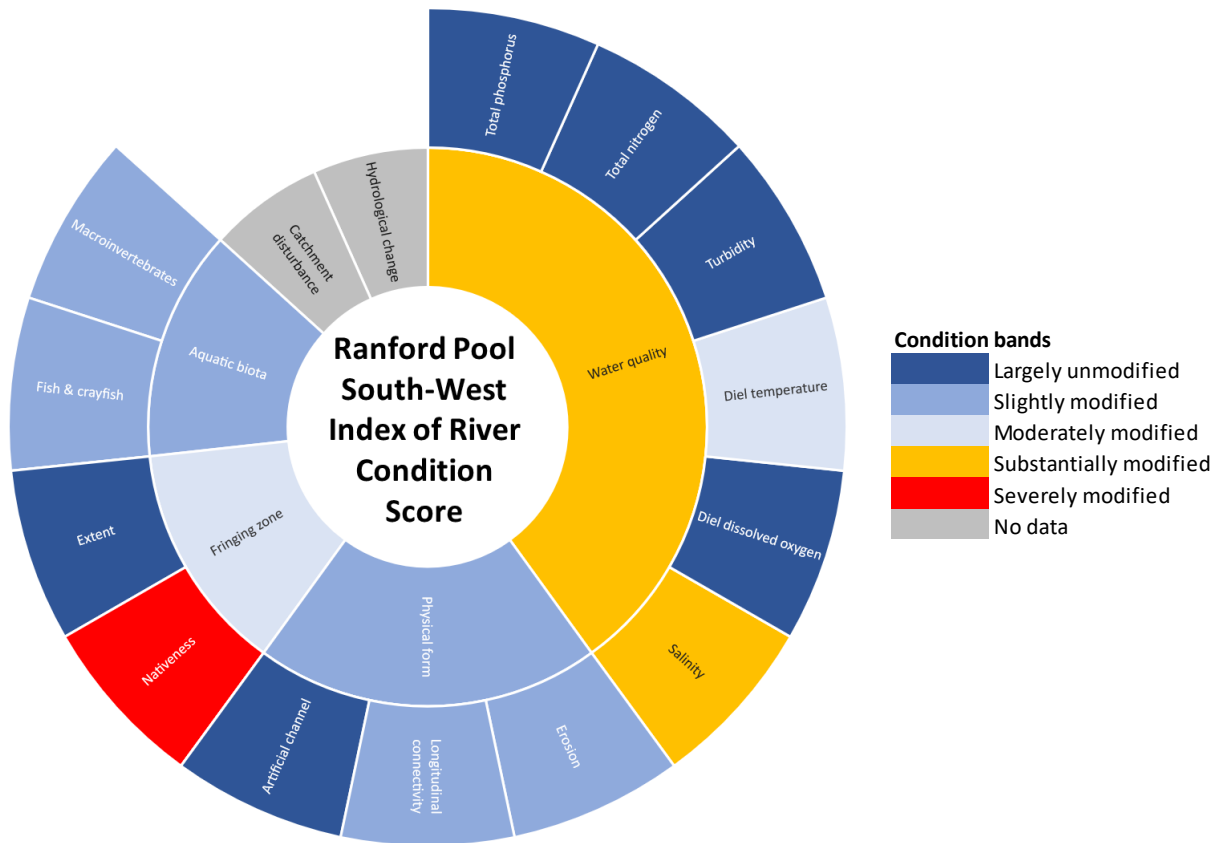 Ranford Pool
South-West
Index of River
Condition
Score
Water quality
Physical form
Fringing zone
Aquatic biota
Catchment
disturbance
Hydrological change
Total phosphorus
Total nitrogen
Turbidity
Diel temperature
Diel dissolved oxygen
Salinity
Erosion
Longitudinal
connectivity
Artificial channel
Nativeness
Extent
Fish & crayfish
Macroinvertebrates
Condition bands
Largely unmodified
Slightly modified
Moderately modified
Substantially modified
Severely modified
No data